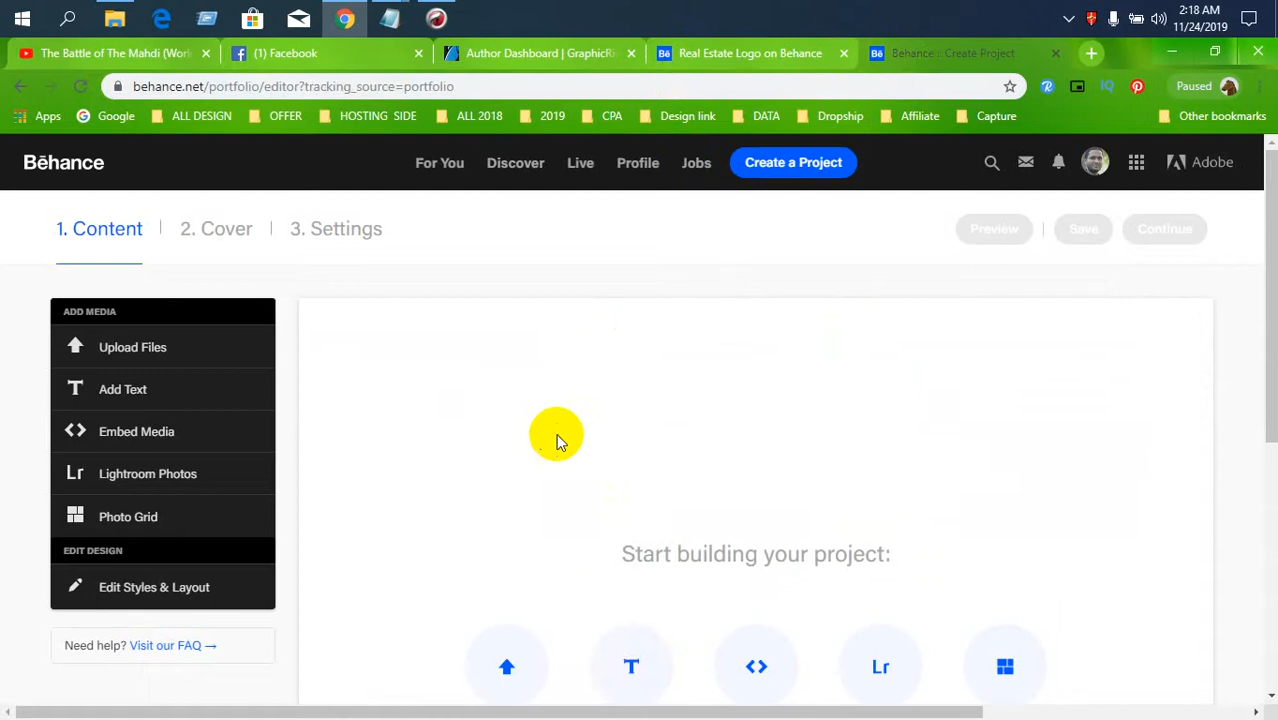 2:18 AM
11/24/2019
The Battle of The Mahdi (Worl
(1) Facebook
Author Dashboard | GraphicRi
Real Estate Logo on Behance
Behance :: Create Project
behance.net/portfolio/editor?tracking_source=portfolio
Paused
Apps
Google
ALL DESIGN
OFFER
HOSTING SIDE
ALL 2018
2019
CPA
Design link
DATA
Dropship
Affiliate
Capture
Other bookmarks
Bēhance
For You
Discover
Live
Profile
Jobs
Create a Project
Adobe
1. Content
2. Cover
3. Settings
Preview
Save
Continue
ADD MEDIA
Upload Files
Add Text
Embed Media
Lr Lightroom Photos
Photo Grid
EDIT DESIGN
Edit Styles & Layout
Need help? Visit our FAQ →
Start building your project:
Lr